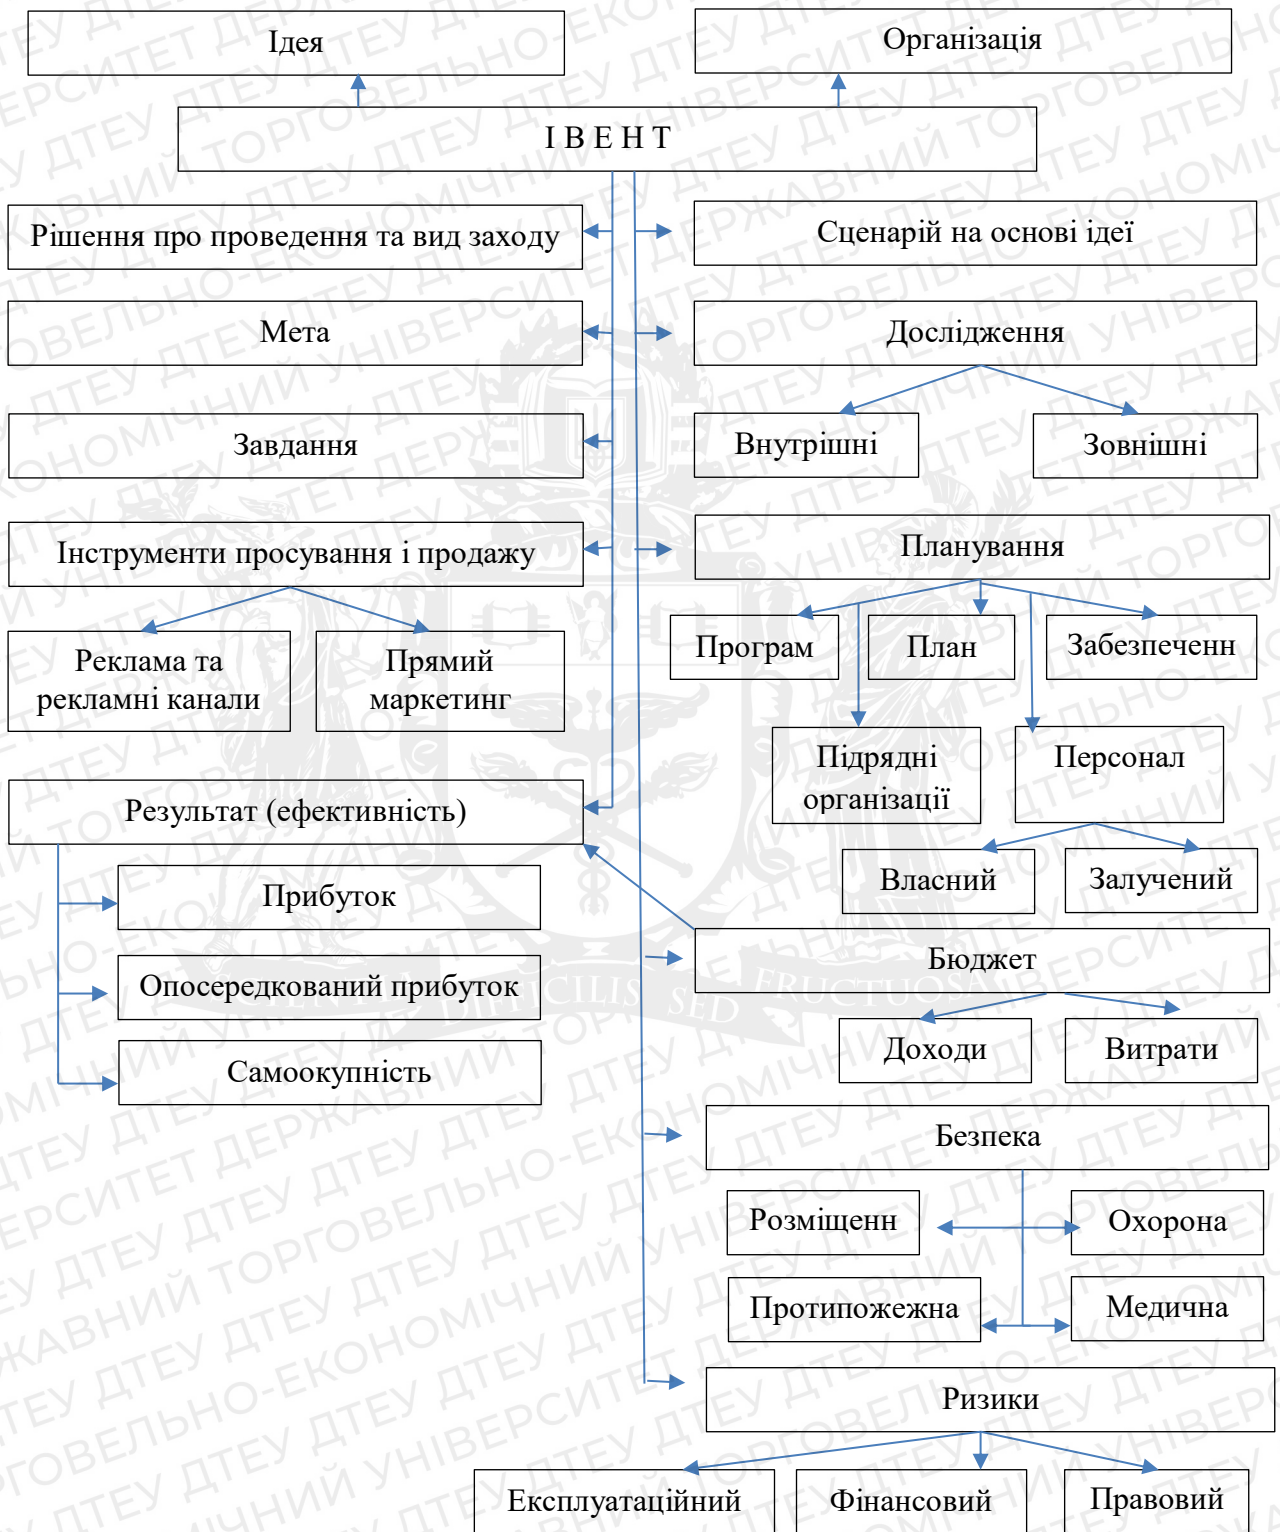 Ідея
Організація
І В Е Н Т
Рішення про проведення та вид заходу
Сценарій на основі ідеї
Мета
Дослідження
Внутрішні
Зовнішні
Завдання
Інструменти просування і продажу
Планування
Реклама та
рекламні канали
Прямий
маркетинг
Програм
План
Забезпеченн
Підрядні
організації
Персонал
Власний
Залучений
Результат (ефективність)
Прибуток
Опосередкований прибуток
Самоокупність
Бюджет
Доходи
Витрати
Безпека
Розміщенн
Охорона
Протипожежна
Медична
Ризики
Експлуатаційний
Фінансовий
Правовий